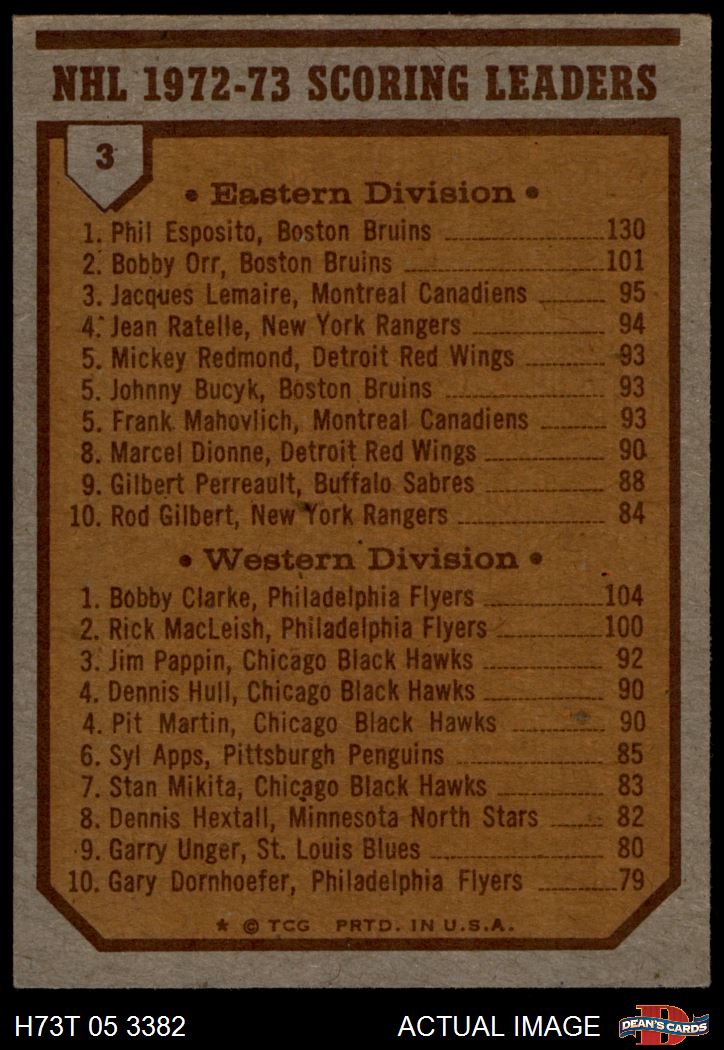 NHL 1972-73 SCORING LEADERS
3
• Eastern Division •
1. Phil Esposito, Boston Bruins 130
2. Bobby Orr, Boston Bruins 101
3. Jacques Lemaire, Montreal Canadiens 95
4. Jean Ratelle, New York Rangers 94
5. Mickey Redmond, Detroit Red Wings 93
5. Johnny Bucyk, Boston Bruins 93
5. Frank Mahovlich, Montreal Canadiens 93
8. Marcel Dionne, Detroit Red Wings 90
9. Gilbert Perreault, Buffalo Sabres 88
10. Rod Gilbert, New York Rangers 84
• Western Division •
1. Bobby Clarke, Philadelphia Flyers 104
2. Rick MacLeish, Philadelphia Flyers 100
3. Jim Pappin, Chicago Black Hawks 92
4. Dennis Hull, Chicago Black Hawks 90
4. Pit Martin, Chicago Black Hawks 90
6. Syl Apps, Pittsburgh Penguins 85
7. Stan Mikita, Chicago Black Hawks 83
8. Dennis Hextall, Minnesota North Stars 82
9. Garry Unger, St. Louis Blues 80
10. Gary Dornhoefer, Philadelphia Flyers 79
* © TCG PRTD. IN U.S.A.
H73T 05 3382
ACTUAL IMAGE
D
DEAN'S CARDS